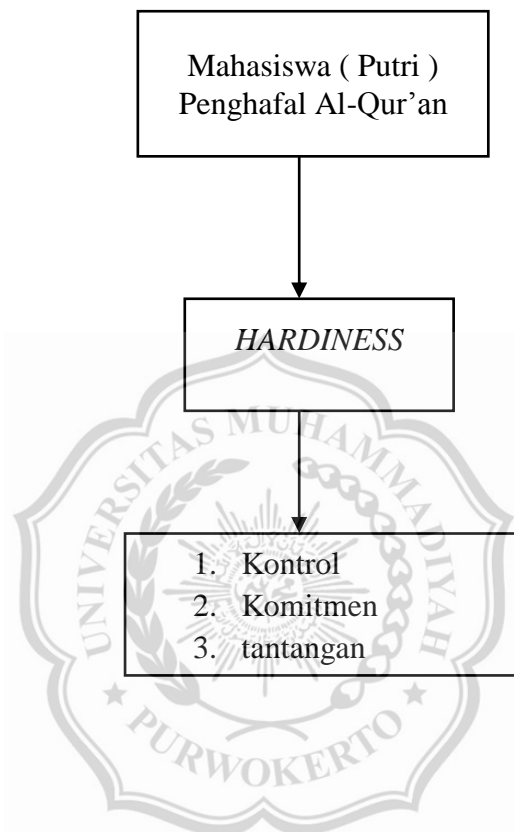 Mahasiswa ( Putri )
Penghafal Al-Qur’an
HARDINESS
1. Kontrol
2. Komitmen
3. tantangan
UNIVERSITAS MUHAMMADIYAH
PURWOKERTO